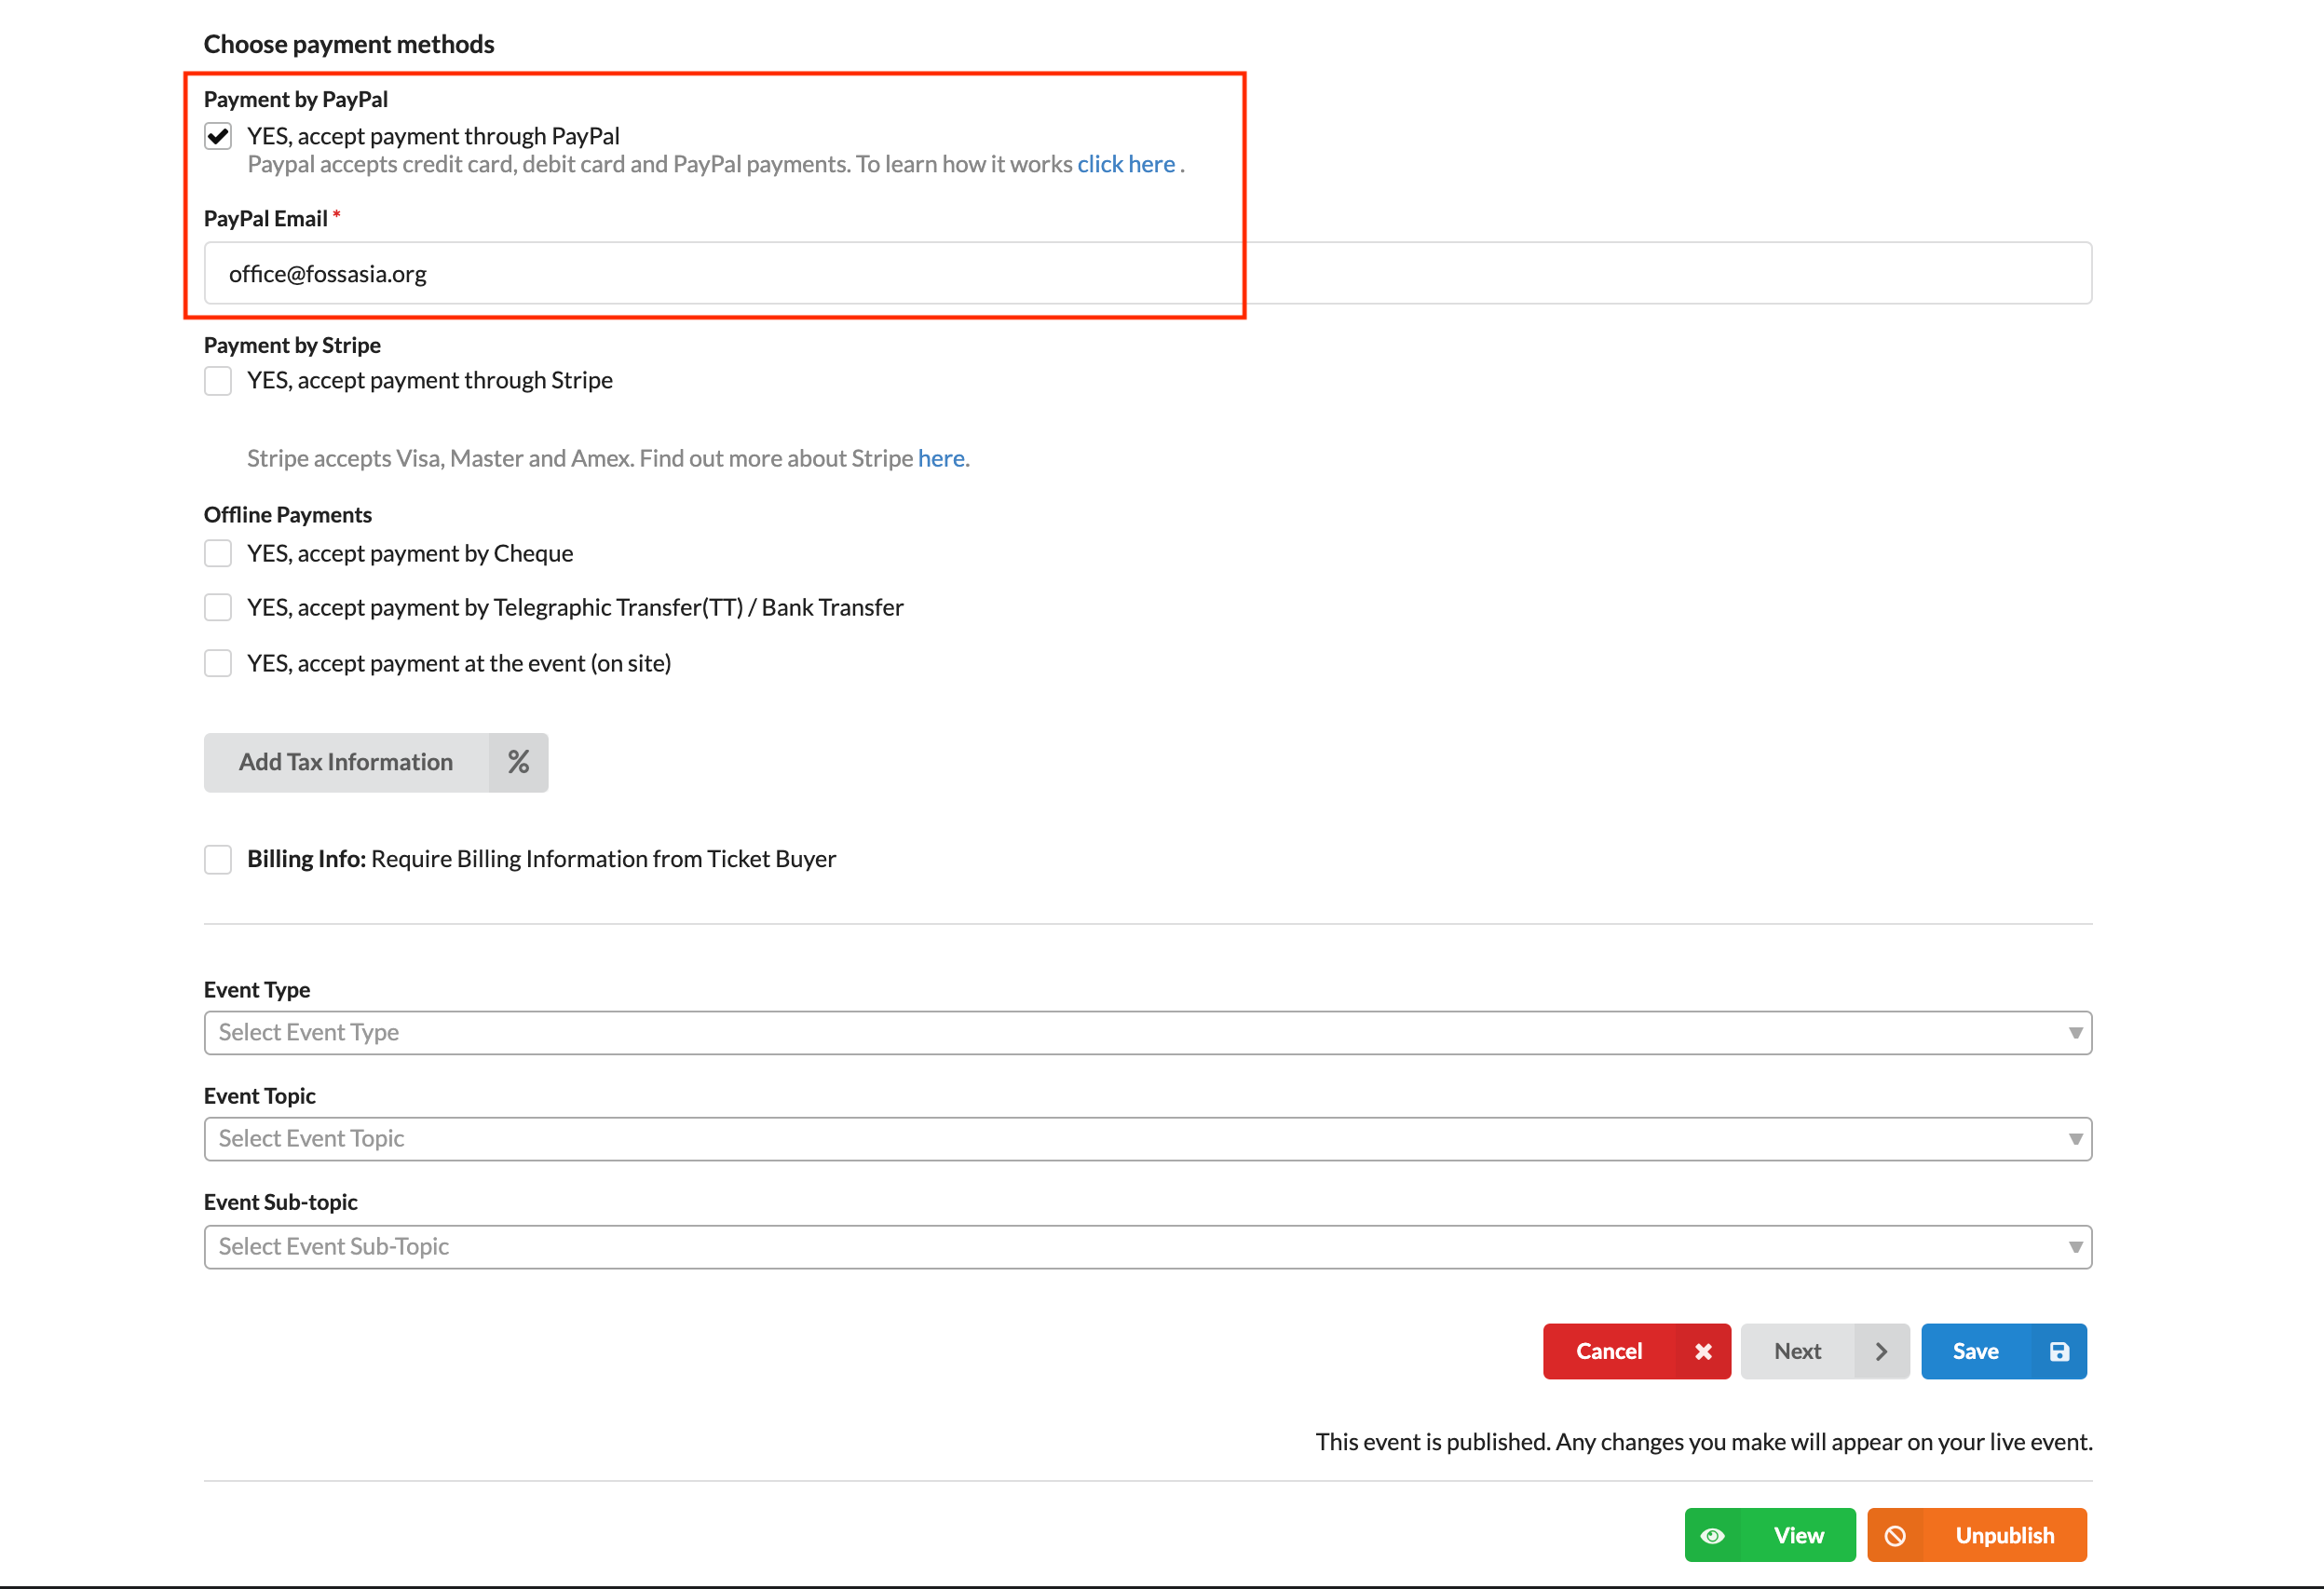 Choose payment methods
Payment by PayPal
YES, accept payment through PayPal
Paypal accepts credit card, debit card and PayPal payments. To learn how it works click here .
PayPal Email *
office@fossasia.org
Payment by Stripe
YES, accept payment through Stripe
Stripe accepts Visa, Master and Amex. Find out more about Stripe here.
Offline Payments
YES, accept payment by Cheque
YES, accept payment by Telegraphic Transfer(TT) / Bank Transfer
YES, accept payment at the event (on site)
Add Tax Information %
Billing Info: Require Billing Information from Ticket Buyer
Event Type
Select Event Type
Event Topic
Select Event Topic
Event Sub-topic
Select Event Sub-Topic
Cancel Next Save
This event is published. Any changes you make will appear on your live event.
View Unpublish